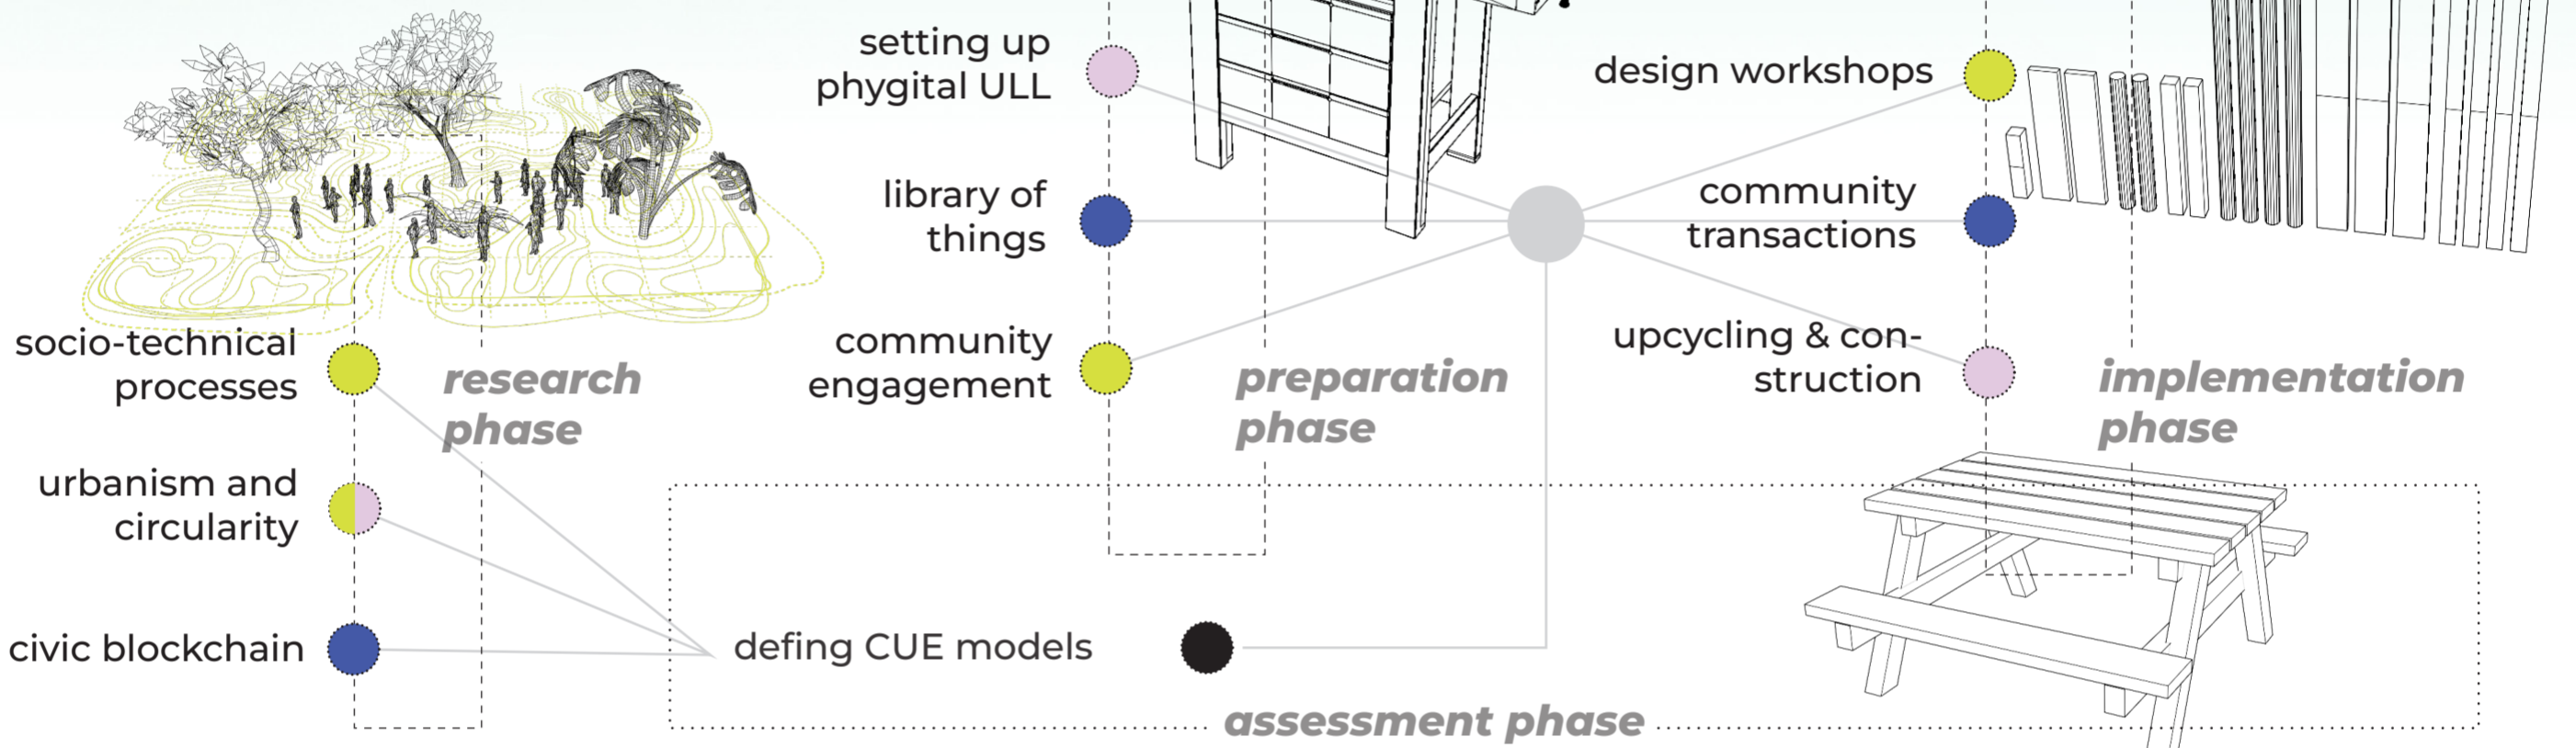 setting up
phygital ULL
library of
things
community
engagement
design workshops
community
transactions
upcycling & con-
struction
socio-technical
processes
urbanism and
circularity
civic blockchain
research
phase
preparation
phase
implementation
phase
defing CUE models
assessment phase